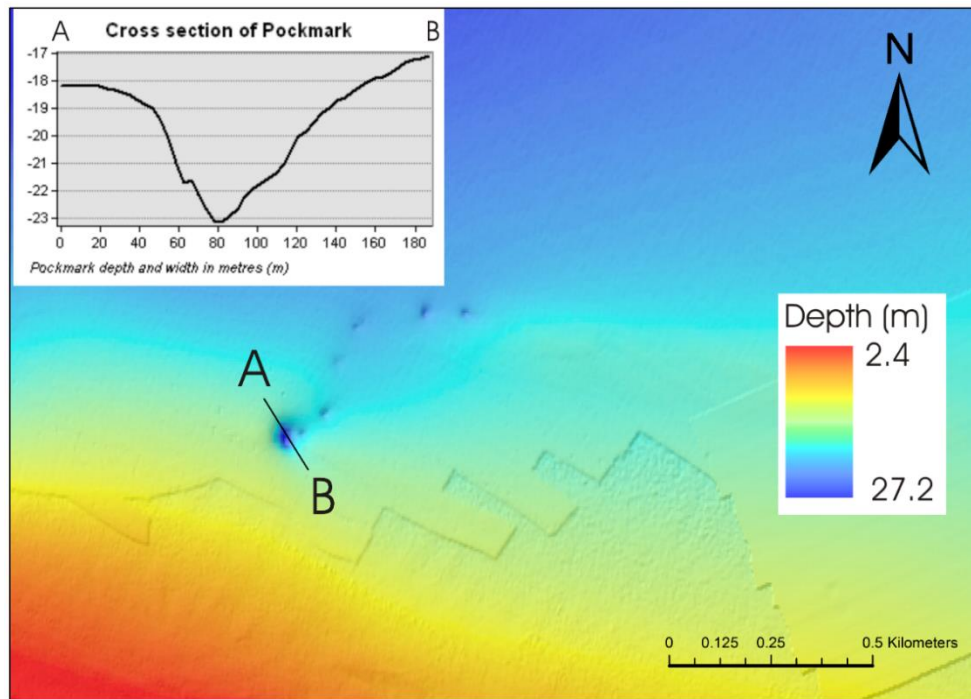 A B
Cross section of Pockmark
-17
-18
-19
-20
-21
-22
-23
0 20 40 60 80 100 120 140 160 180
Pockmark depth and width in metres (m)
N
Depth (m)
2.4
27.2
A
B
0 0.125 0.25 0.5 Kilometers